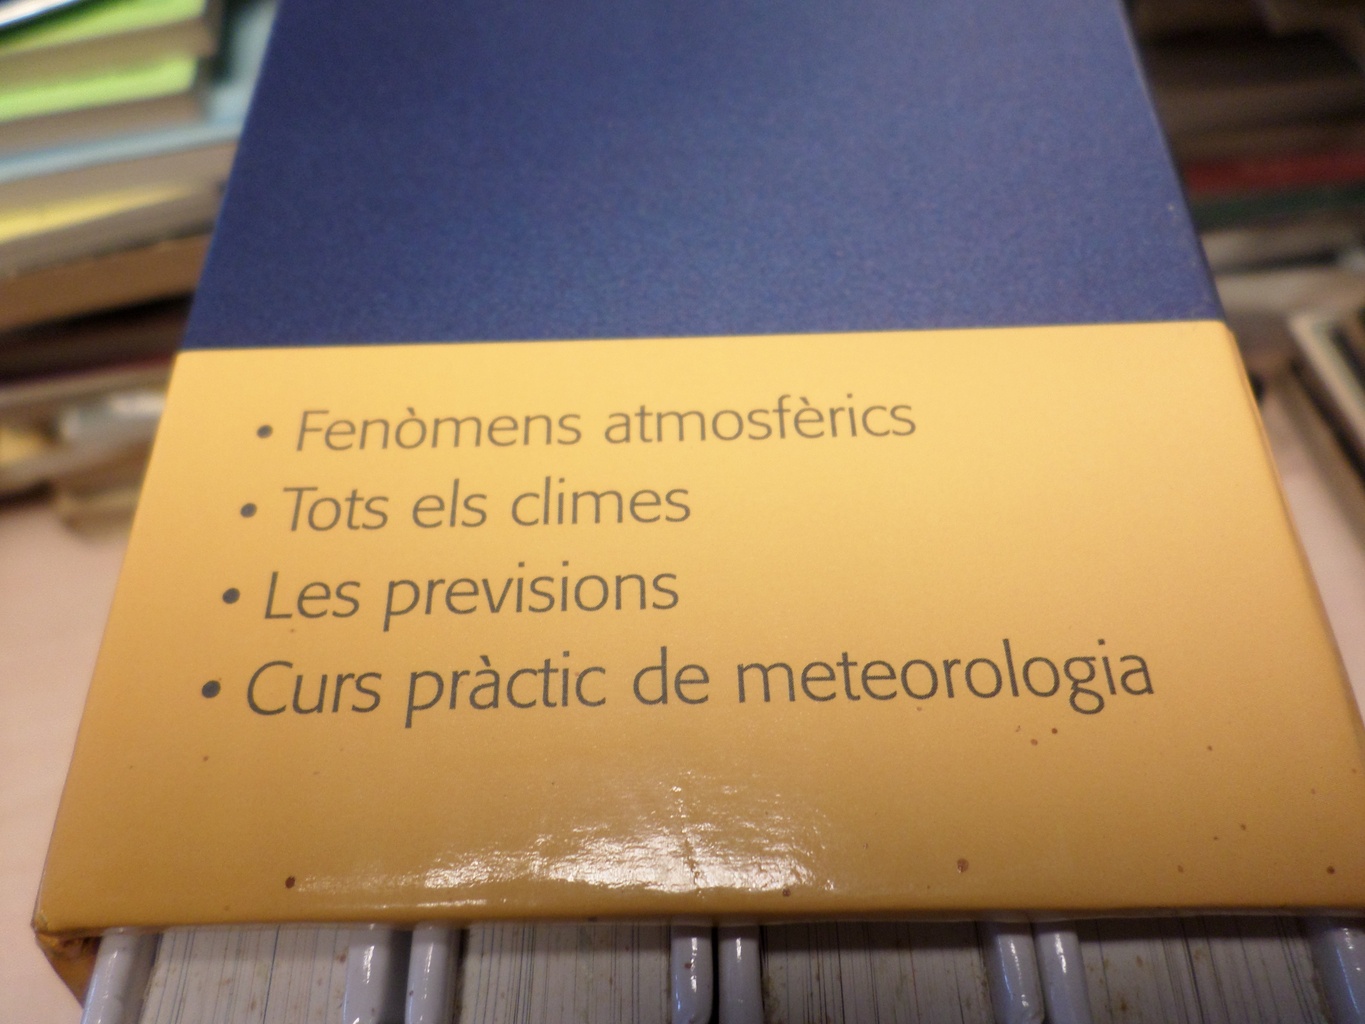 • Fenòmens atmosfèrics
• Tots els climes
• Les previsions
• Curs pràctic de meteorologia